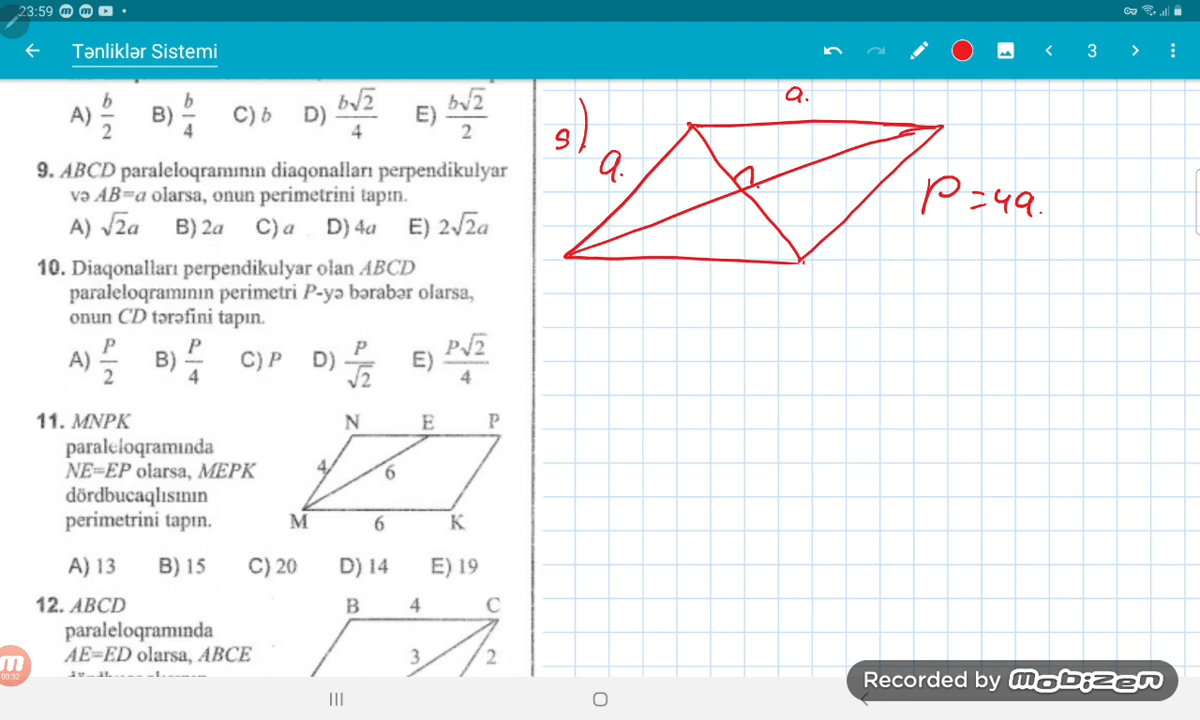 23:59
Tənliklər Sistemi
3
A) b/2 B) b/4 C) b D) b√2/4 E) b√2/2
9. ABCD paraleloqramının diaqonalları perpendikulyar
və AB=a olarsa, onun perimetrini tapın.
A) √2a B) 2a C) a D) 4a E) 2√2a
10. Diaqonalları perpendikulyar olan ABCD
paraleloqramının perimetri P-yə bərabər olarsa,
onun CD tərəfini tapın.
A) P/2 B) P/4 C) P D) P/√2 E) P√2/4
11. MNPK
paraleloqramında
NE=EP olarsa, MEPK
dördbucaqlısının
perimetrini tapın.
N E P
4 6
M 6 K
A) 13 B) 15 C) 20 D) 14 E) 19
12. ABCD
paraleloqramında
AE=ED olarsa, ABCE
B 4 C
3 2
a.
a.
P=4a.
03:32
Recorded by mobizen